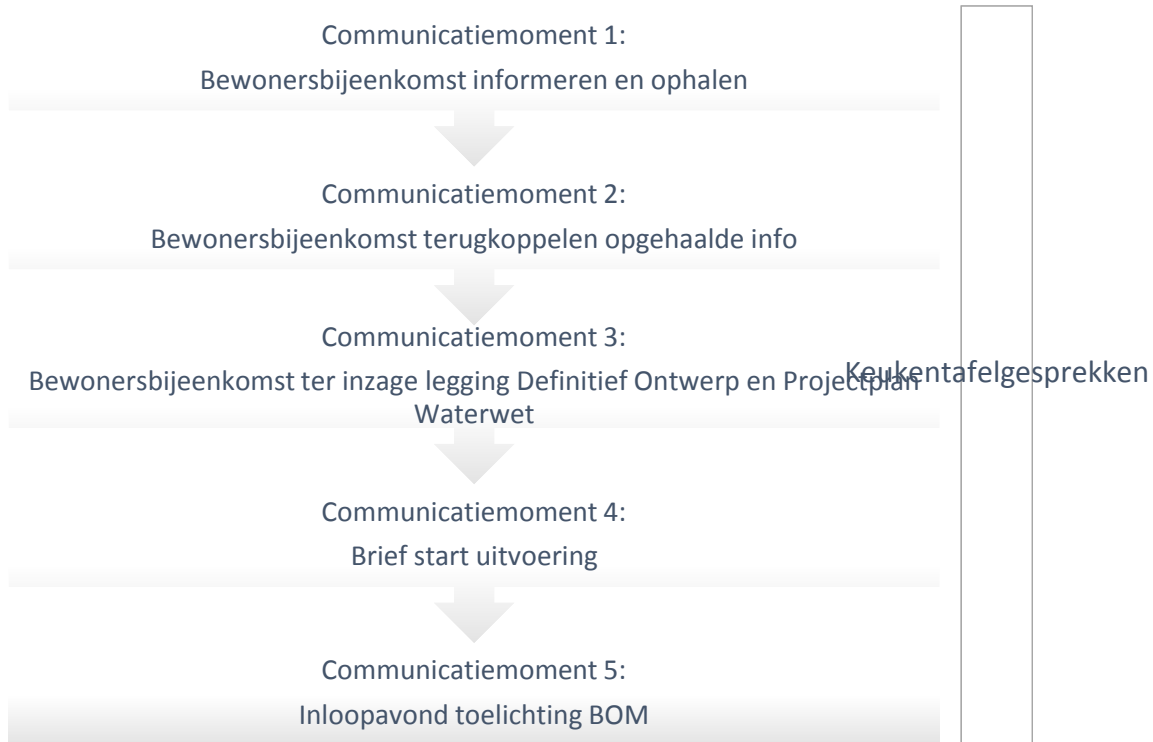 Communicatiemoment 1:
Bewonersbijeenkomst informeren en ophalen
Communicatiemoment 2:
Bewonersbijeenkomst terugkoppelen opgehaalde info
Communicatiemoment 3:
Bewonersbijeenkomst ter inzage legging Definitief Ontwerp en Projectplan
Waterwet
Keukentafelgesprekken
Communicatiemoment 4:
Brief start uitvoering
Communicatiemoment 5:
Inloopavond toelichting BOM